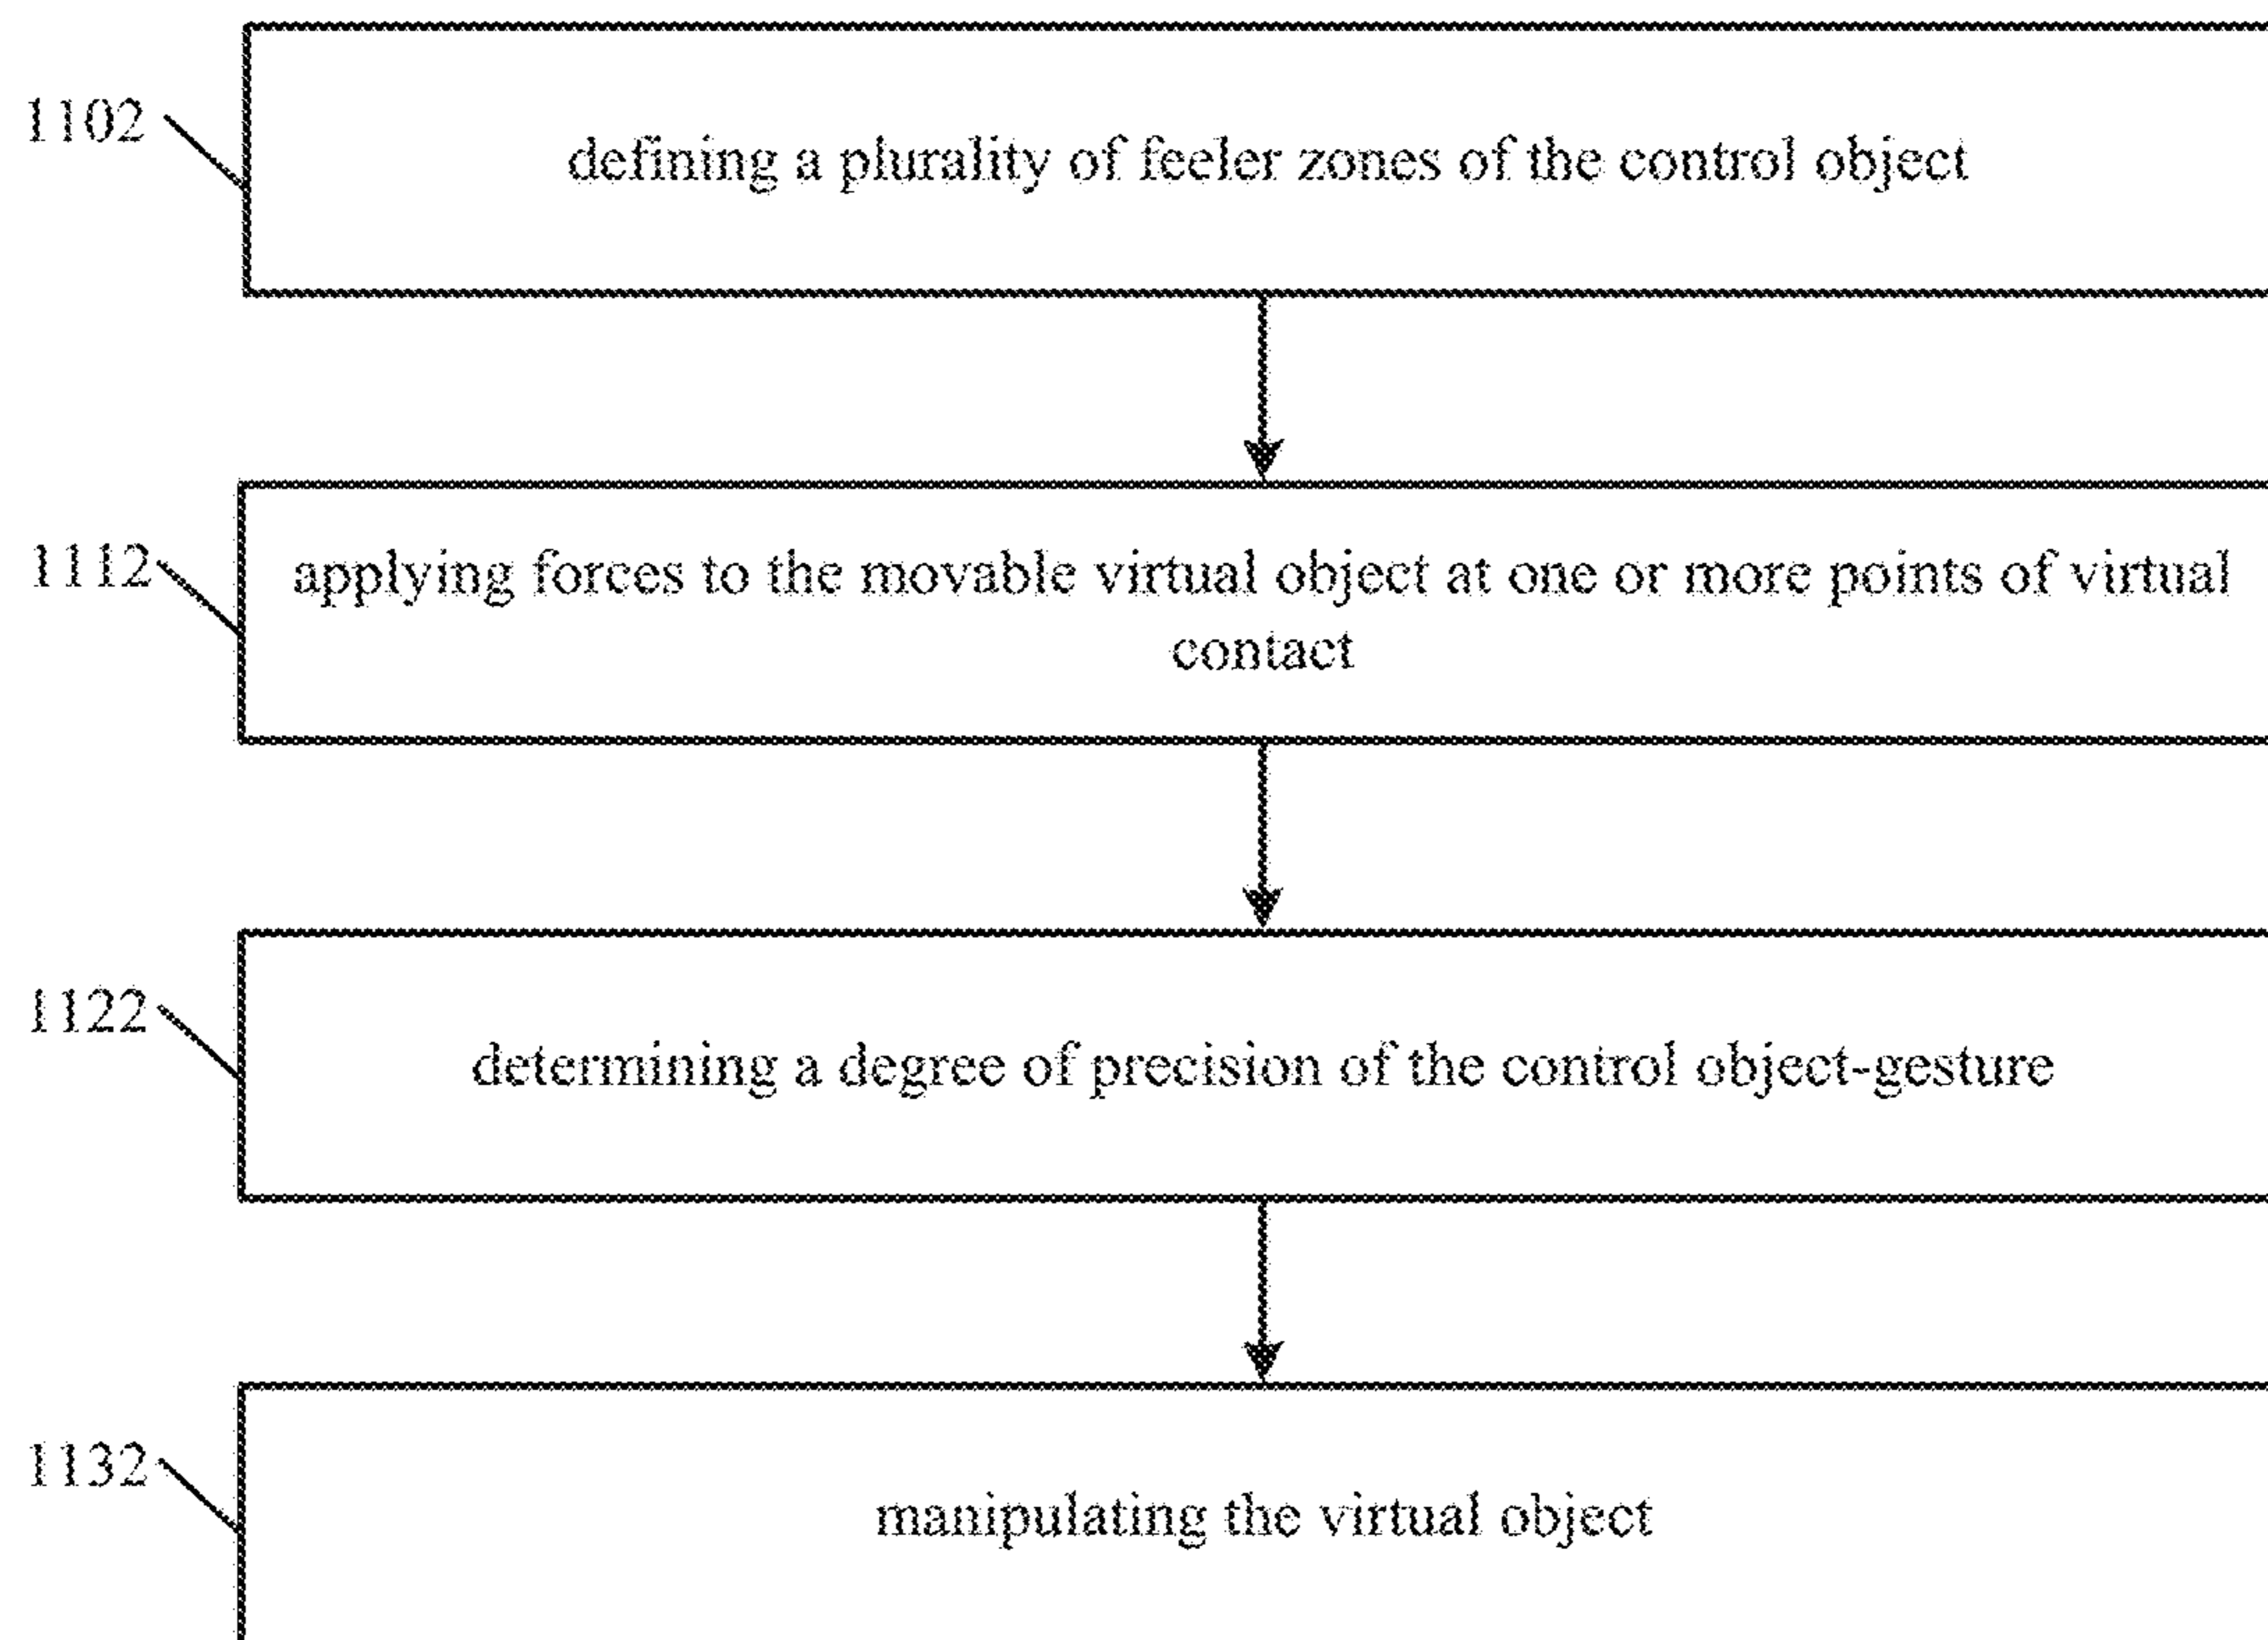 1102
defining a plurality of feeler zones of the control object
1112
applying forces to the movable virtual object at one or more points of virtual
contact
1122
determining a degree of precision of the control object-gesture
1132
manipulating the virtual object